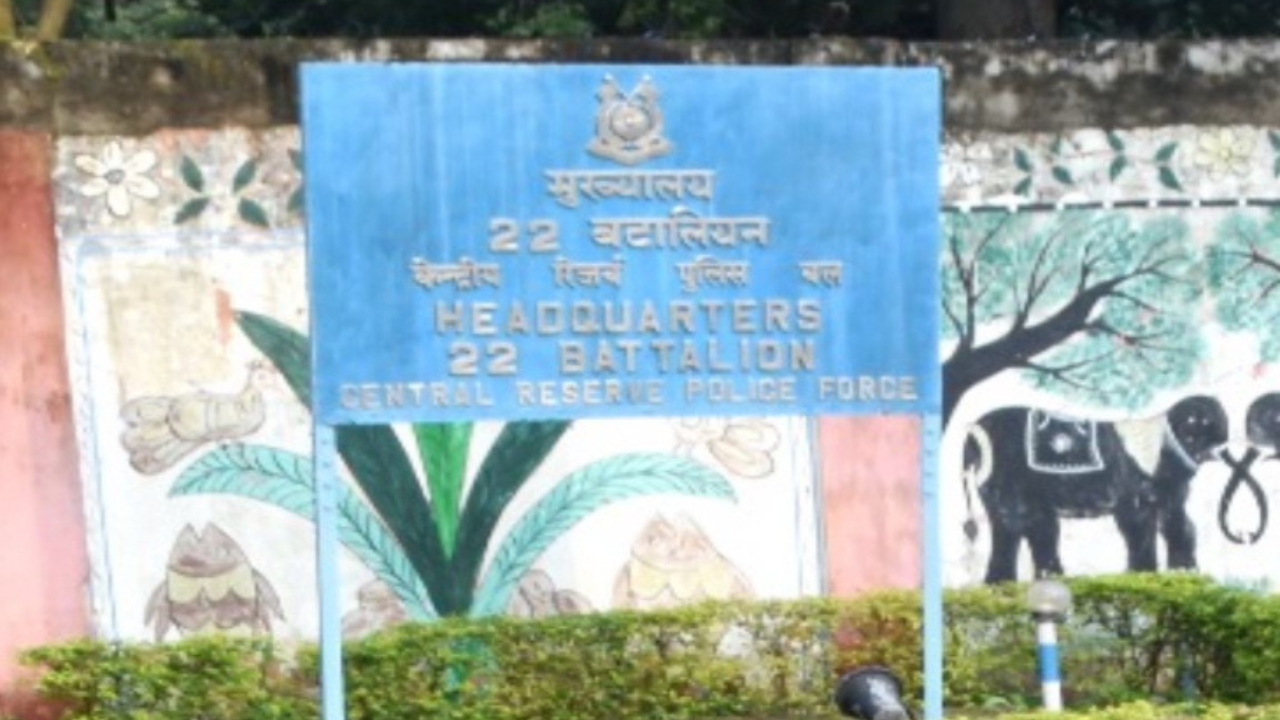 मुख्यालय
22 बटालियन
केन्द्रीय रिजर्व पुलिस बल
HEADQUARTERS
22 BATTALION
CENTRAL RESERVE POLICE FORCE